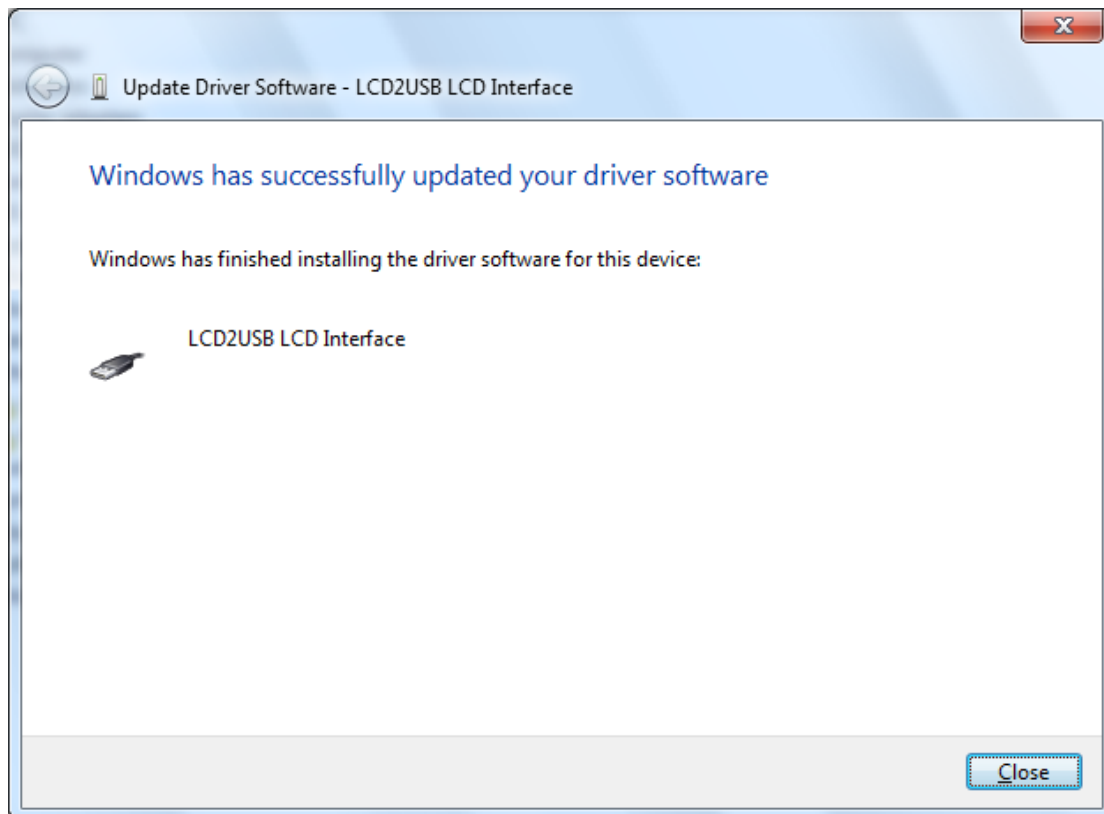 Update Driver Software - LCD2USB LCD Interface
Windows has successfully updated your driver software
Windows has finished installing the driver software for this device:
LCD2USB LCD Interface
Close